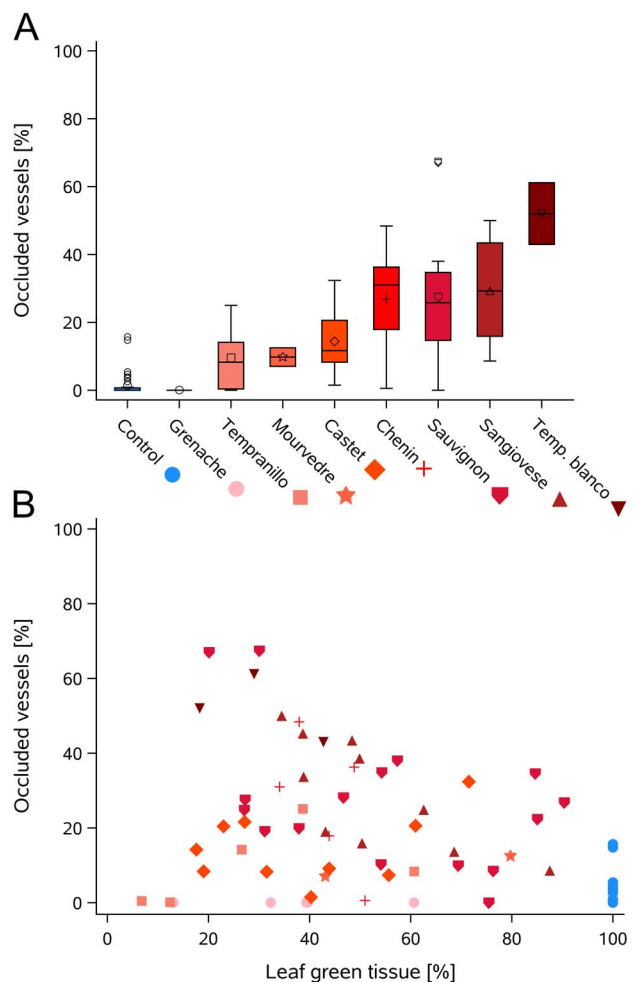 A
Occluded vessels [%]
100
80
60
40
20
0
Control
Grenache
Tempranillo
Mourvedre
Castet
Chenin
Sauvignon
Sangiovese
Temp. blanco
B
Occluded vessels [%]
100
80
60
40
20
0
0 20 40 60 80 100
Leaf green tissue [%]